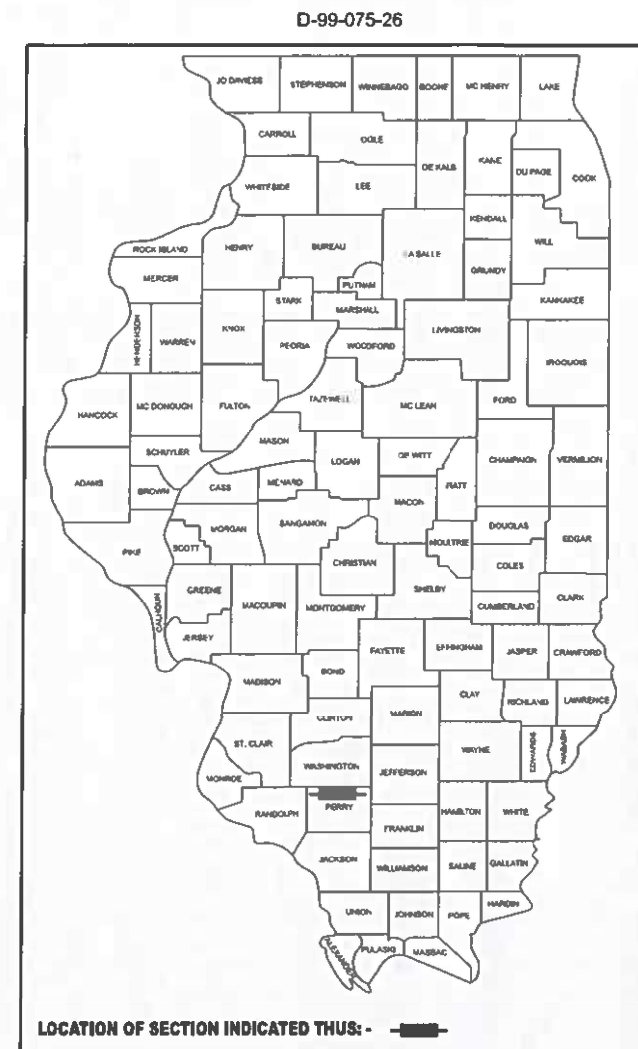 D-99-075-26
JO DAVIESS STEPHENSON WINNEBAGO BOONE MC HENRY LAKE
CARROLL OGLE DE KALB KANE DU PAGE COOK
WHITESIDE LEE
KENDALL WILL
ROCK ISLAND HENRY BUREAU LA SALLE GRUNDY
MERCER PUTNAM
STARK MARSHALL KANKAKEE
HENDERSON WARREN KNOX PEORIA WOODFORD LIVINGSTON IROQUOIS
HANCOCK MC DONOUGH FULTON TAZEWELL MC LEAN FORD
MASON
SCHUYLER LOGAN DE WITT CHAMPAIGN VERMILION
ADAMS BROWN CASS MENARD PIATT
MACON
MORGAN SANGAMON DOUGLAS
PIKE SCOTT MOULTRIE EDGAR
CHRISTIAN COLES
GREENE MACOUPIN MONTGOMERY SHELBY CLARK
CALHOUN CUMBERLAND
JERSEY FAYETTE EFFINGHAM JASPER CRAWFORD
MADISON BOND
CLAY RICHLAND LAWRENCE
CLINTON MARION
ST. CLAIR WAYNE EDWARDS WABASH
WASHINGTON JEFFERSON
MONROE
RANDOLPH PERRY HAMILTON WHITE
FRANKLIN
JACKSON WILLIAMSON SALINE GALLATIN
UNION JOHNSON POPE HARDIN
ALEXANDER PULASKI MASSAC
LOCATION OF SECTION INDICATED THUS: -